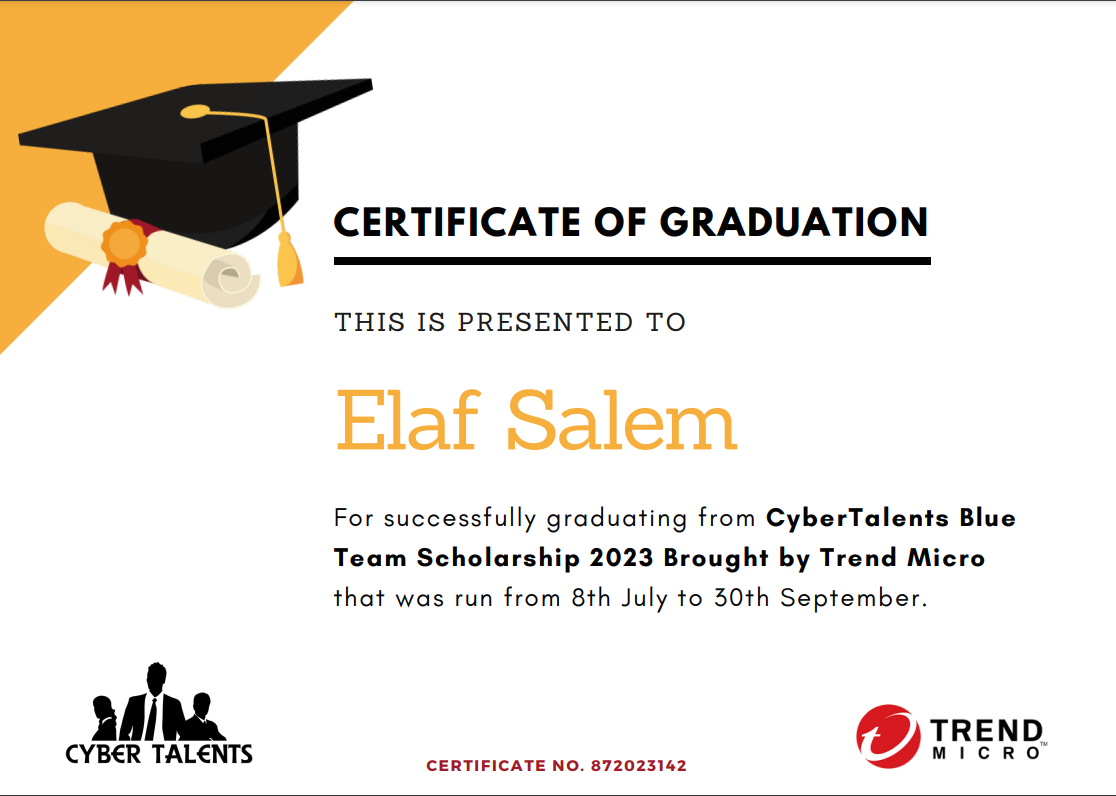 CERTIFICATE OF GRADUATION
THIS IS PRESENTED TO
Elaf Salem
For successfully graduating from CyberTalents Blue
Team Scholarship 2023 Brought by Trend Micro
that was run from 8th July to 30th September.
CYBER TALENTS
CERTIFICATE NO. 872023142
TREND
MICRO™